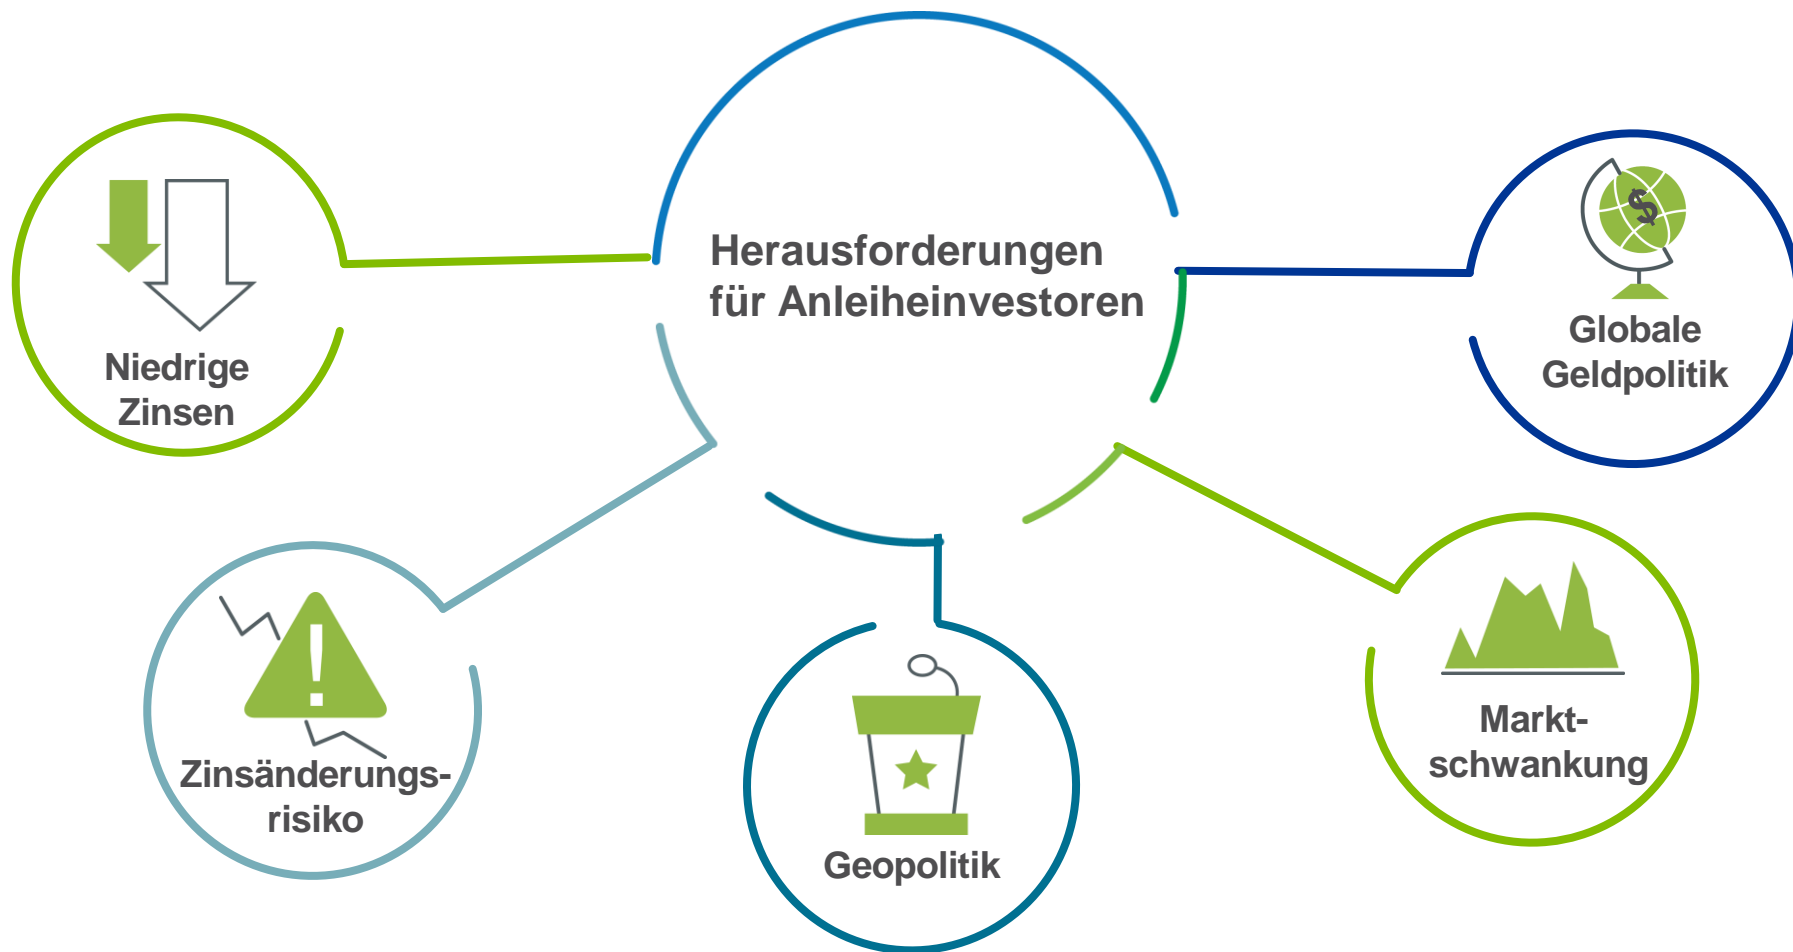 Herausforderungen
für Anleiheinvestoren
Niedrige
Zinsen
$
Globale
Geldpolitik
!
Zinsänderungs-
risiko
Geopolitik
Markt-
schwankung